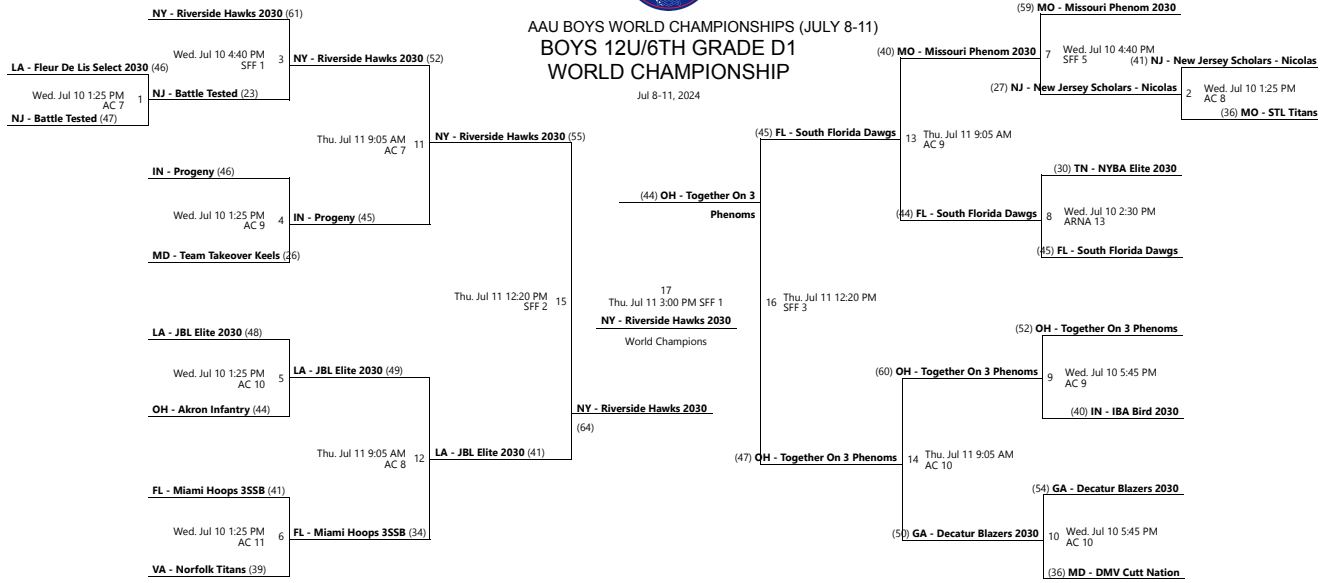 AAU BOYS WORLD CHAMPIONSHIPS (JULY 8-11)
BOYS 12U/6TH GRADE D1
WORLD CHAMPIONSHIP
Jul 8-11, 2024
NY - Riverside Hawks 2030 (61)
Wed. Jul 10 4:40 PM
SFF 1
3
LA - Fleur De Lis Select 2030 (46)
Wed. Jul 10 1:25 PM
AC 7
1
NJ - Battle Tested (47)
NJ - Battle Tested (23)
NY - Riverside Hawks 2030 (52)
Thu. Jul 11 9:05 AM
AC 7
11
IN - Progeny (46)
Wed. Jul 10 1:25 PM
AC 9
4
MD - Team Takeover Keels (26)
IN - Progeny (45)
NY - Riverside Hawks 2030 (55)
Thu. Jul 11 12:20 PM
SFF 2
15
LA - JBL Elite 2030 (48)
Wed. Jul 10 1:25 PM
AC 10
5
OH - Akron Infantry (44)
LA - JBL Elite 2030 (49)
Thu. Jul 11 9:05 AM
AC 8
12
FL - Miami Hoops 3SSB (41)
Wed. Jul 10 1:25 PM
AC 11
6
VA - Norfolk Titans (39)
FL - Miami Hoops 3SSB (34)
LA - JBL Elite 2030 (41)
NY - Riverside Hawks 2030
(64)
(44) OH - Together On 3
Phenoms
17
Thu. Jul 11 3:00 PM SFF 1
NY - Riverside Hawks 2030
World Champions
(45) FL - South Florida Dawgs
16
Thu. Jul 11 12:20 PM
SFF 3
(47) OH - Together On 3 Phenoms
(40) MO - Missouri Phenom 2030
13
Thu. Jul 11 9:05 AM
AC 9
(44) FL - South Florida Dawgs
(59) MO - Missouri Phenom 2030
7
Wed. Jul 10 4:40 PM
SFF 5
(27) NJ - New Jersey Scholars - Nicolas
(41) NJ - New Jersey Scholars - Nicolas
2
Wed. Jul 10 1:25 PM
AC 8
(36) MO - STL Titans
(30) TN - NYBA Elite 2030
8
Wed. Jul 10 2:30 PM
ARNA 13
(45) FL - South Florida Dawgs
(60) OH - Together On 3 Phenoms
14
Thu. Jul 11 9:05 AM
AC 10
(50) GA - Decatur Blazers 2030
(52) OH - Together On 3 Phenoms
9
Wed. Jul 10 5:45 PM
AC 9
(40) IN - IBA Bird 2030
(54) GA - Decatur Blazers 2030
10
Wed. Jul 10 5:45 PM
AC 10
(36) MD - DMV Cutt Nation